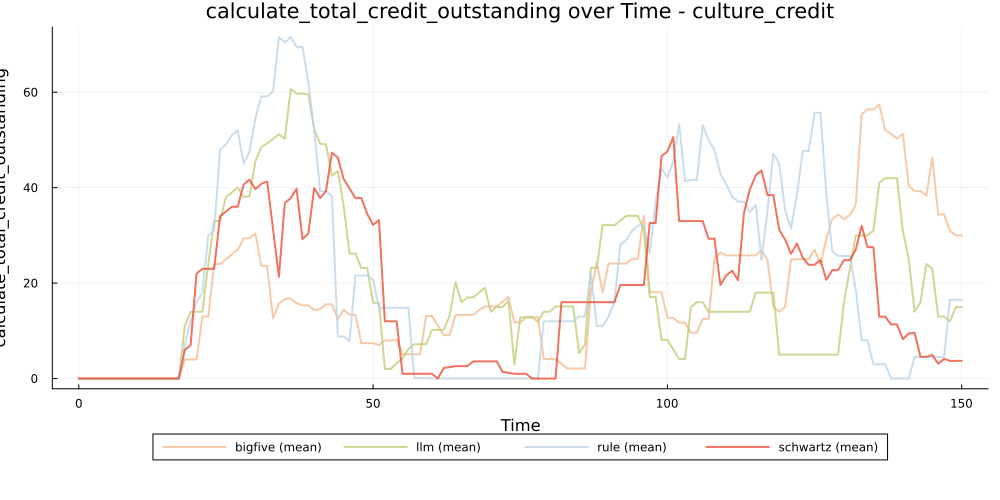 calculate_total_credit_outstanding over Time - culture_credit
calculate_total_credit_outstanding
60
40
20
0
0 50 100 150
Time
bigfive (mean) llm (mean) rule (mean) schwartz (mean)